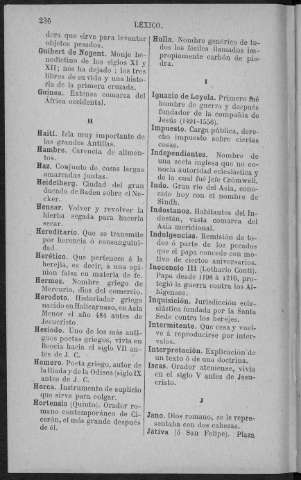 236
LÉXICO.
dera que sirve para levantar
objetos pesados.
Guibert de Nogent. Monje be-
nedictino de los siglos XI y
XII; nos ha dejado los tres
libros de su vida y una histo-
ria de la primera cruzada.
Guinea. Extensa comarca del
África occidental.
H
Haití. Isla muy importante de
las grandes Antillas.
Hambre. Carencia de alimen-
tos.
Haz. Conjunto de cosas largas
amarradas juntas.
Heidelberg. Ciudad del gran
ducado de Baden sobre el Nec-
ker.
Henear. Volver y revolver la
hierba segada para hacerla
secar.
Hereditario. Que se transmite
por herencia ó consanguini-
dad.
Herético. Que pertenece á la
herejía, es decir, á una opi-
nión falsa en materia de fe.
Hermes. Nombre griego de
Mercurio, dios del comercio.
Herodoto. Historiador griego
nacido en Halicarnaso, en Asia
Menor el año 484 antes de
Jesucristo.
Hesiodo. Uno de los más anti-
guos poetas griegos, vivía en
Beocia hacia el siglo VII an-
tes de J. C.
Homero. Poeta griego, autor de
la Iliada y de la Odisea (siglo IX
antes de J. C.
Horca. Instrumento de suplicio
que sirve para colgar.
Hortensio (Quinto). Orador ro-
mano contemporáneo de Ci-
cerón, murió un año después
de él.
Hulla. Nombre genérico de to-
dos los fósiles llamados im-
propiamente carbón de pie-
dra.
I
Ignacio de Loyola. Primero fué
hombre de guerra y después
fundador de la compañía de
Jesús (1491-1556).
Impuesto. Carga pública, dere-
cho impuesto sobre ciertas
cosas.
Independientes. Nombre de
una secta inglesa que no co-
nocía autoridad eclesiástica y
de la cual fué jefe Cromwell.
Indo. Gran río del Asia, cono-
cido hoy con el nombre de
Sindh.
Indostanos. Habitantes del In-
dostán, vasta comarca del
Asia meridional.
Indulgencias. Remisión de to-
dos ó parte de los pecados
que el papa concede con mo-
tivo de ciertos aniversarios.
Inocencio III (Lothario Conti).
Papa desde 1198 á 1216, pro-
tegió la guerra contra los Al-
bigenses.
Inquisición. Jurisdicción ecle-
siástica fundada por la Santa
Sede contra los herejes.
Intermitente. Que cesa y vuel-
ve á reproducirse por inter-
valos.
Interpretación. Explicación de
un texto ó de una doctrina.
Iseas. Orador ateniense, vivía
en el siglo V antes de Jesu-
cristo.
J
Jano. Dios romano, se le repre-
sentaba con dos cabezas.
Játiva (ó San Felipe). Plaza